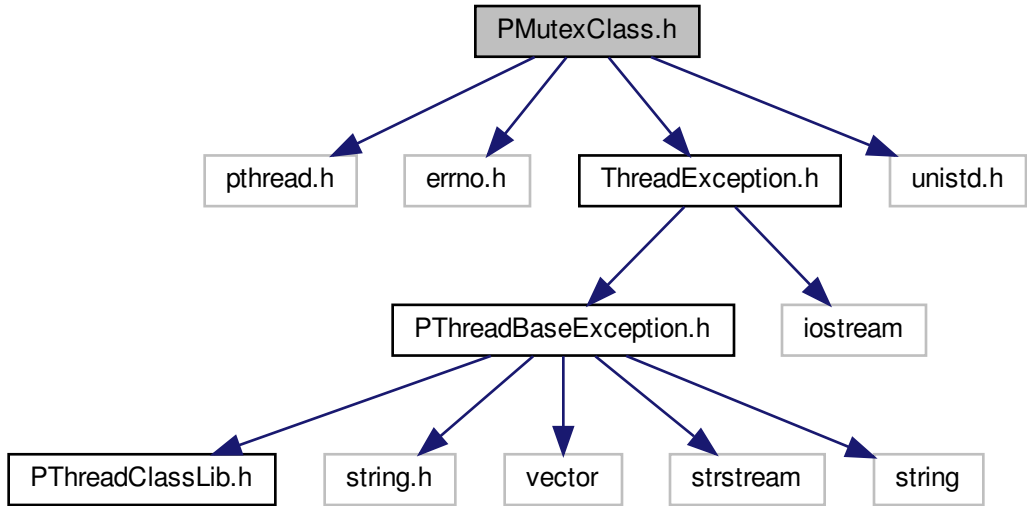 PMutexClass.h
pthread.h
errno.h
ThreadException.h
unistd.h
PThreadBaseException.h
iostream
PThreadClassLib.h
string.h
vector
strstream
string